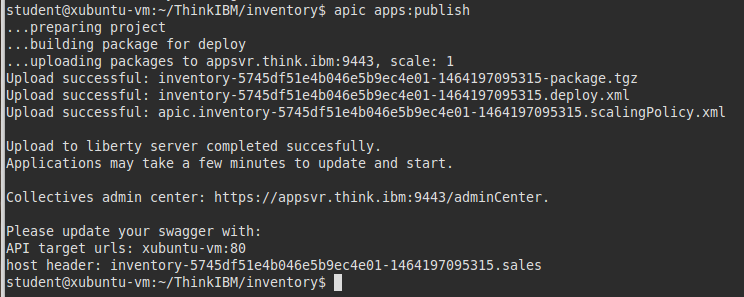 student@xubuntu-vm:~/ThinkIBM/inventory$ apic apps:publish
...preparing project
...building package for deploy
...uploading packages to appsvr.think.ibm:9443, scale: 1
Upload successful: inventory-5745df51e4b046e5b9ec4e01-1464197095315-package.tgz
Upload successful: inventory-5745df51e4b046e5b9ec4e01-1464197095315.deploy.xml
Upload successful: apic.inventory-5745df51e4b046e5b9ec4e01-1464197095315.scalingPolicy.xml
Upload to liberty server completed succesfully.
Applications may take a few minutes to update and start.
Collectives admin center: https://appsvr.think.ibm:9443/adminCenter.
Please update your swagger with:
API target urls: xubuntu-vm:80
host header: inventory-5745df51e4b046e5b9ec4e01-1464197095315.sales
student@xubuntu-vm:~/ThinkIBM/inventory$